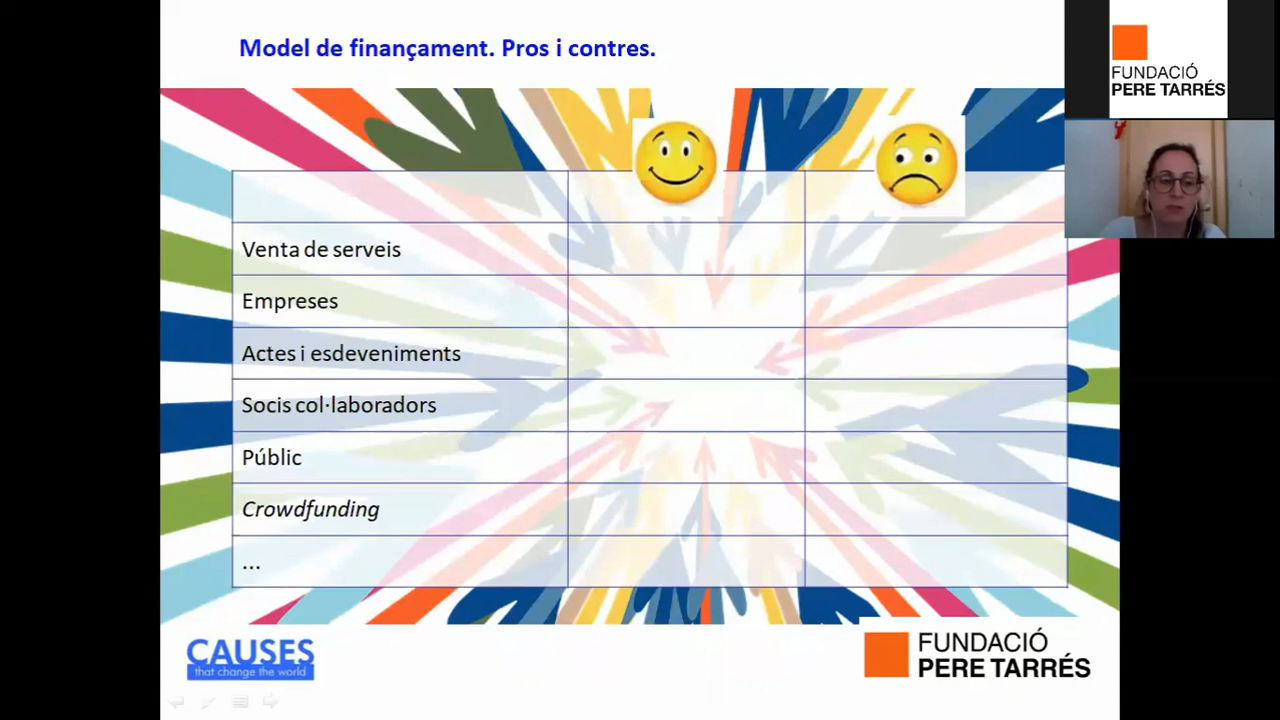 Model de finançament. Pros i contres.
FUNDACIÓ
PERE TARRÉS
Venta de serveis
Empreses
Actes i esdeveniments
Socis col·laboradors
Públic
Crowdfunding
...
CAUSES
that change the world
FUNDACIÓ
PERE TARRÉS